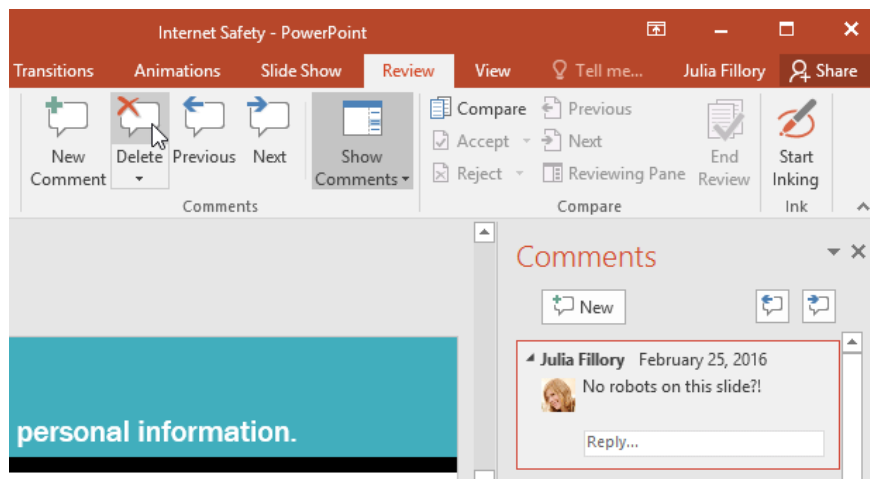 Internet Safety - PowerPoint
Transitions Animations Slide Show Review View Tell me... Julia Fillory Share
New Comment
Delete
Previous
Next
Show Comments
Compare
Accept
Reject
Previous
Next
Reviewing Pane
End Review
Start Inking
Comments Compare Ink
Comments
New
Julia Fillory February 25, 2016
No robots on this slide?!
Reply...
personal information.